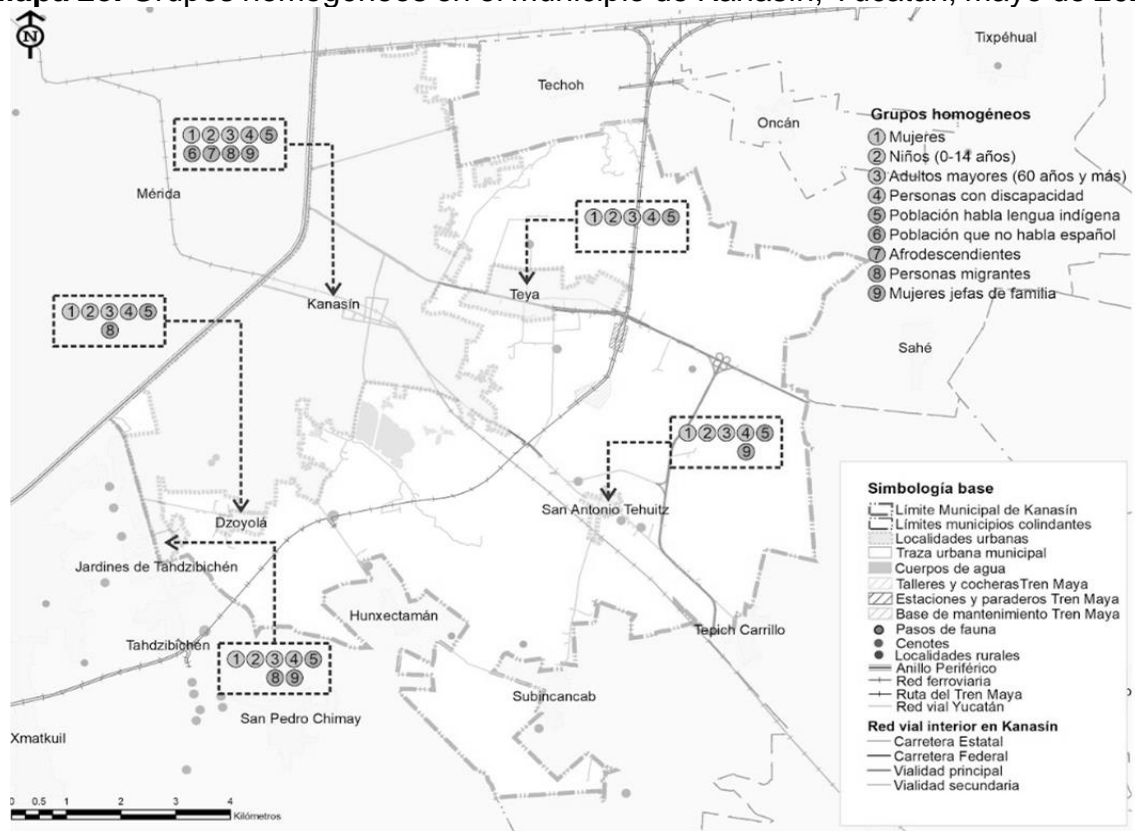 Grupos homogéneos en el municipio de Kanasín, Yucatán, mayo de
N
Tixpéhual
Techoh
Oncán
Grupos homogéneos
1 Mujeres
2 Niños (0-14 años)
3 Adultos mayores (60 años y más)
4 Personas con discapacidad
5 Población habla lengua indígena
6 Población que no habla español
7 Afrodescendientes
8 Personas migrantes
9 Mujeres jefas de familia
1 2 3 4 5
6 7 8 9
Mérida
1 2 3 4 5
Teya
Kanasín
1 2 3 4 5
8
Sahé
1 2 3 4 5
9
San Antonio Tehuitz
Dzoyolá
Jardines de Tahdzibichén
Hunxectamán
Tepich Carrillo
Tahdzibichén
1 2 3 4 5
8 9
Subincancab
San Pedro Chimay
Xmatkuil
Simbología base
Límite Municipal de Kanasín
Límites municipios colindantes
Localidades urbanas
Traza urbana municipal
Cuerpos de agua
Talleres y cocherasTren Maya
Estaciones y paraderos Tren Maya
Base de mantenimiento Tren Maya
Pasos de fauna
Cenotes
Localidades rurales
Anillo Periférico
Red ferroviaria
Ruta del Tren Maya
Red vial Yucatán
Red vial interior en Kanasín
Carretera Estatal
Carretera Federal
Vialidad principal
Vialidad secundaria
0 0.5 1 2 3 4
Kilómetros